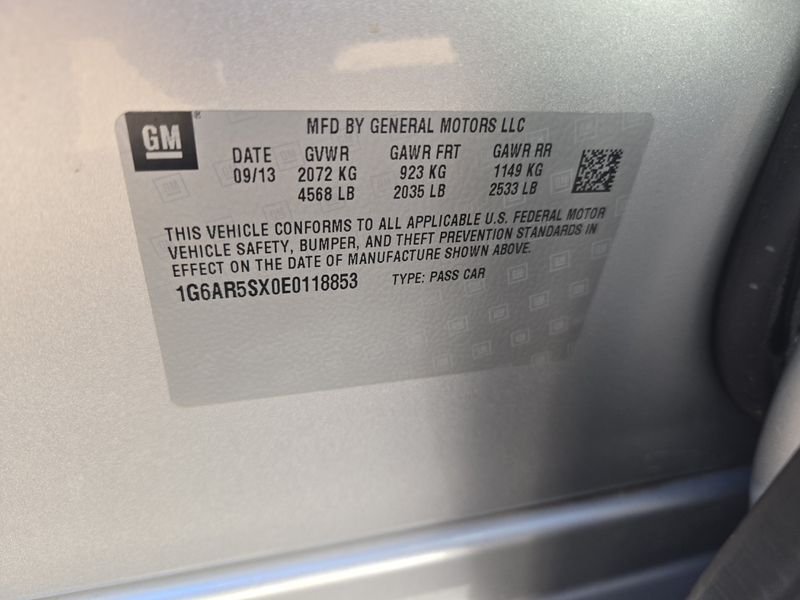 GM
MFD BY GENERAL MOTORS LLC
DATE GVWR GAWR FRT GAWR RR
09/13 2072 KG 923 KG 1149 KG
4568 LB 2035 LB 2533 LB
THIS VEHICLE CONFORMS TO ALL APPLICABLE U.S. FEDERAL MOTOR
VEHICLE SAFETY, BUMPER, AND THEFT PREVENTION STANDARDS IN
EFFECT ON THE DATE OF MANUFACTURE SHOWN ABOVE.
1G6AR5SX0E0118853 TYPE: PASS CAR